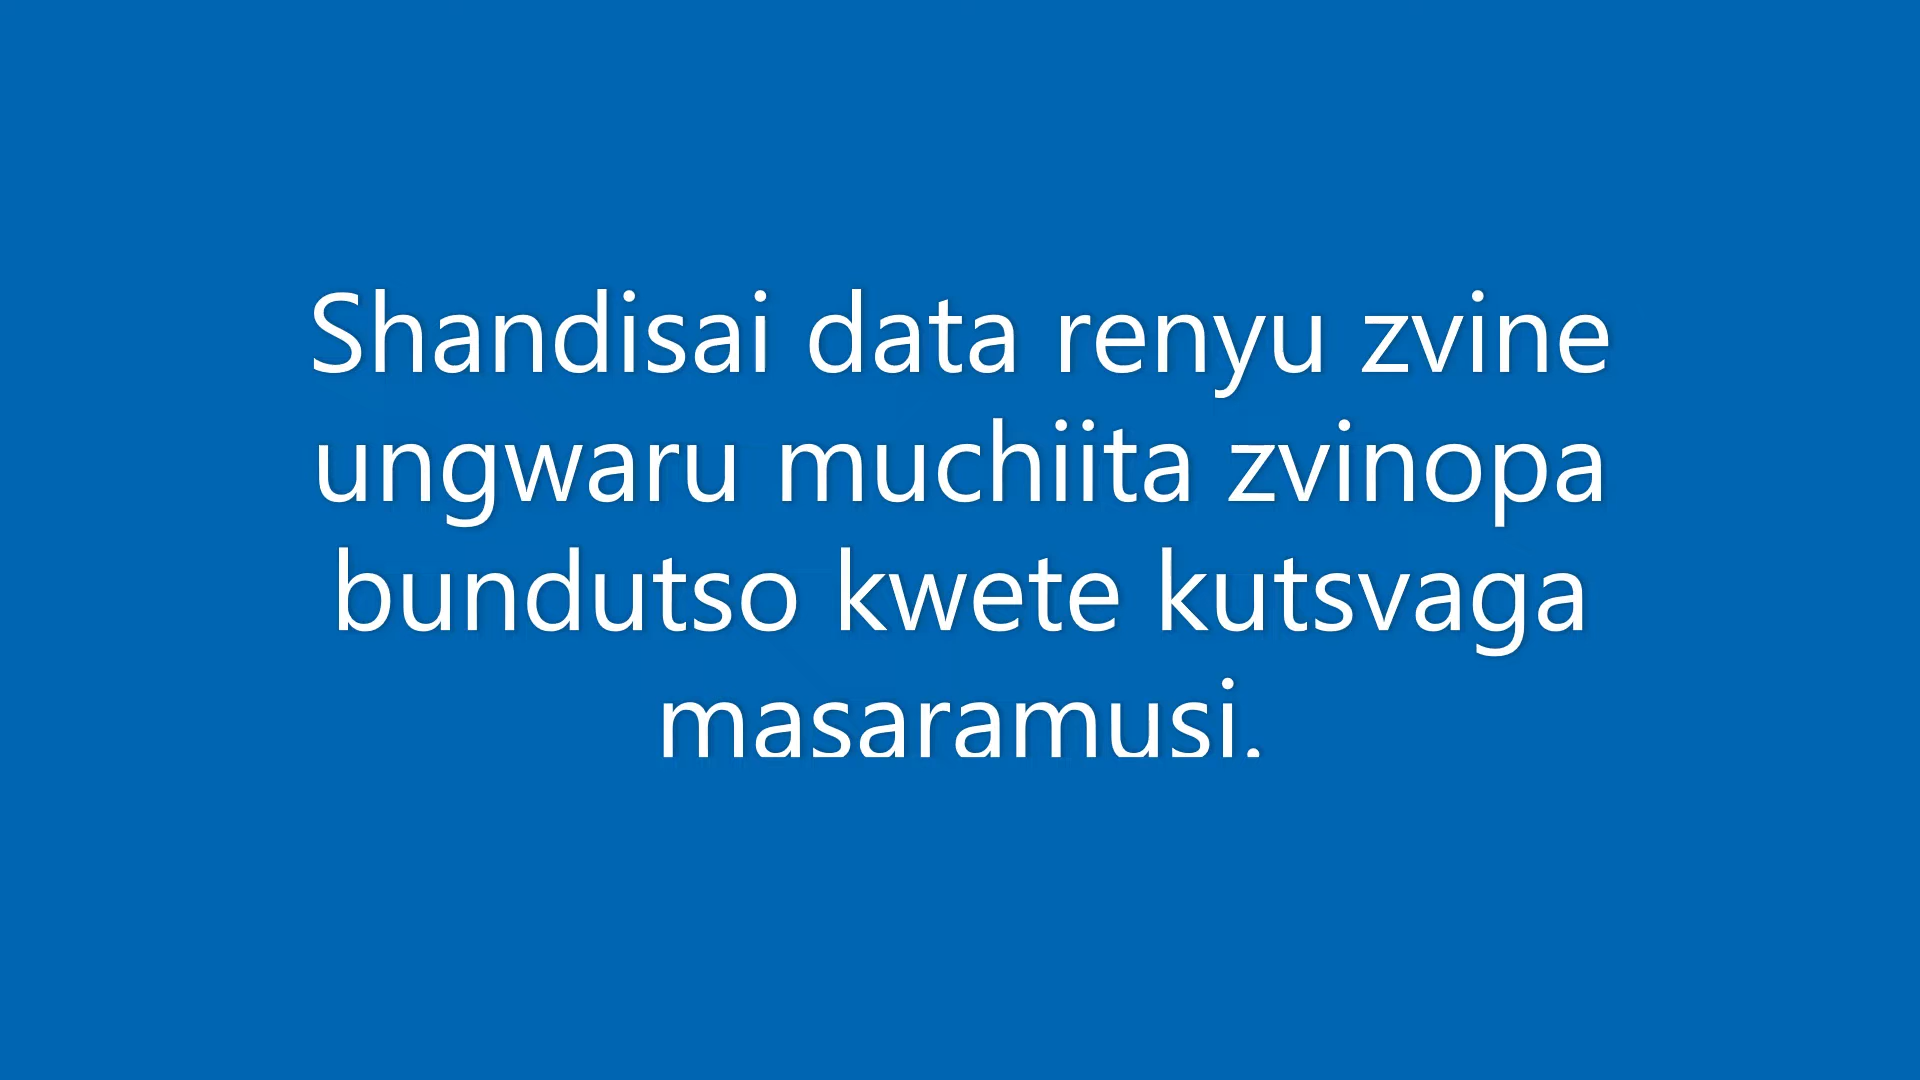 Shandisai data renyu zvine
ungwaru muchiita zvinopa
bundutso kwete kutsvaga
masaramusi.